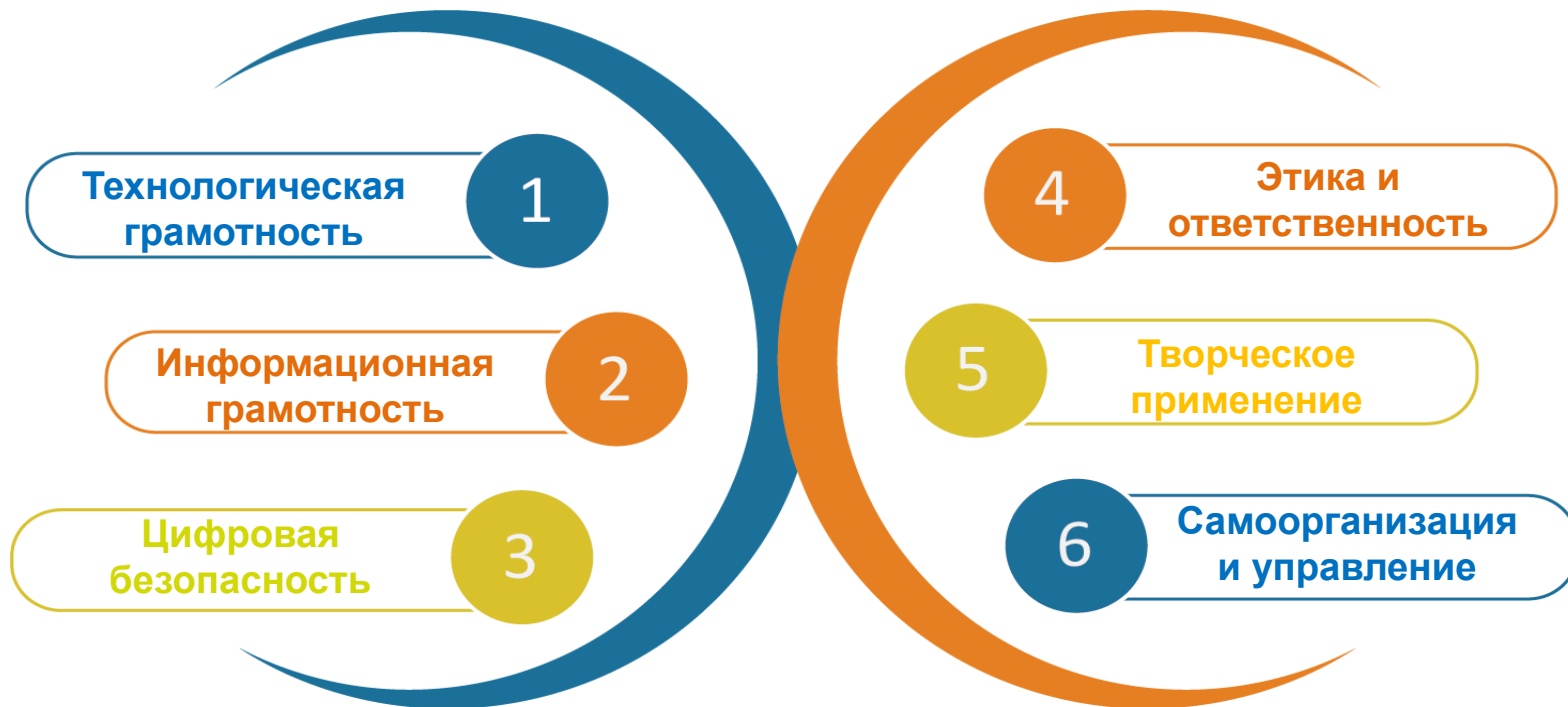 1
Технологическая
грамотность
2
Информационная
грамотность
3
Цифровая
безопасность
4
Этика и
ответственность
5
Творческое
применение
6
Самоорганизация
и управление